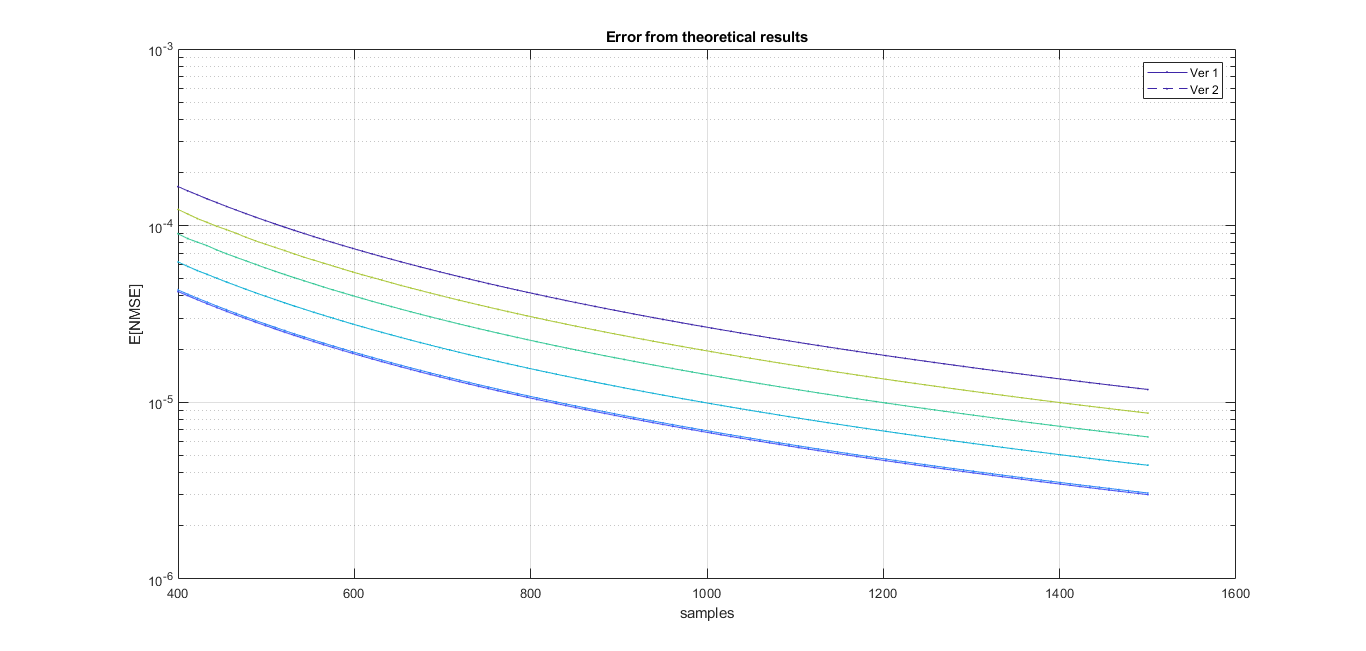 Error from theoretical results
10-3
10-4
10-5
10-6
E[NMSE]
400 600 800 1000 1200 1400 1600
samples
Ver 1
Ver 2